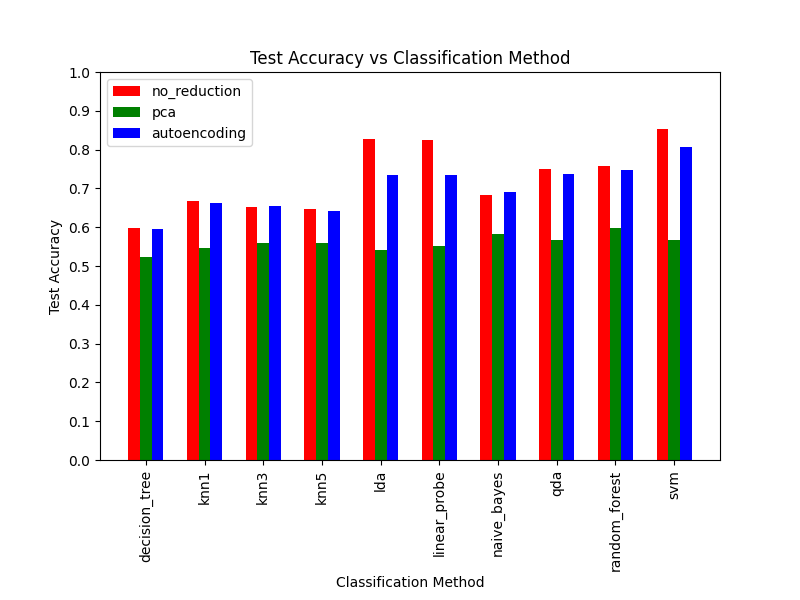 Test Accuracy vs Classification Method
no_reduction
pca
autoencoding
Test Accuracy
1.0
0.9
0.8
0.7
0.6
0.5
0.4
0.3
0.2
0.1
0.0
decision_tree
knn1
knn3
knn5
lda
linear_probe
naive_bayes
qda
random_forest
svm
Classification Method